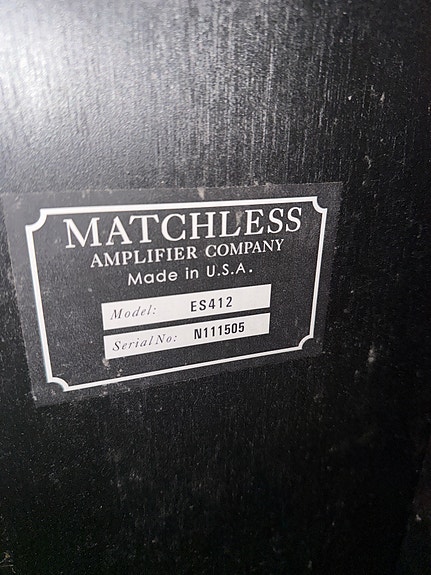 MATCHLESS
AMPLIFIER COMPANY
Made in U.S.A.
Model: ES412
Serial No: N111505